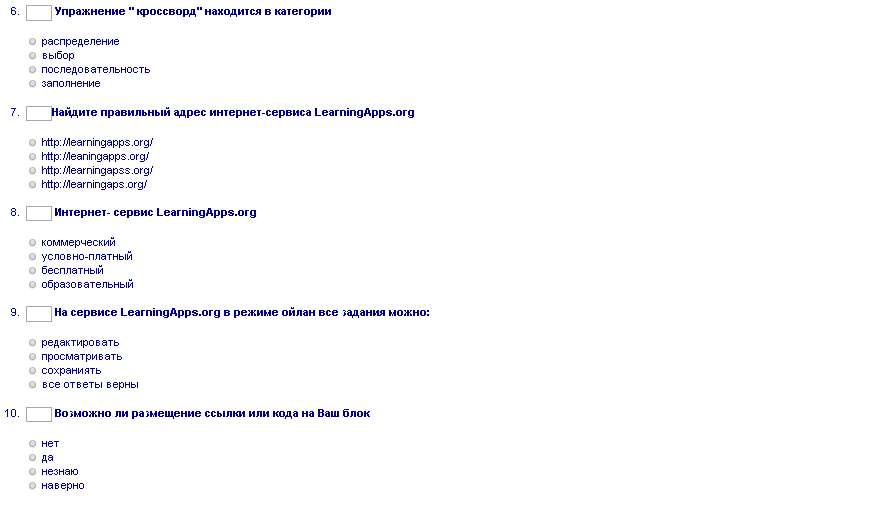 6. Упражнение " кроссворд" находится в категории
распределение
выбор
последовательность
заполнение
7. Найдите правильный адрес интернет-сервиса LearningApps.org
http://learningapps.org/
http://leaningapps.org/
http://learningapss.org/
http://learningaps.org/
8. Интернет- сервис LearningApps.org
коммерческий
условно-платный
бесплатный
образовательный
9. На сервисе LearningApps.org в режиме ойлан все задания можно:
редактировать
просматривать
сохраниять
все ответы верны
10. Возможно ли размещение ссылки или кода на Ваш блок
нет
да
незнаю
наверно